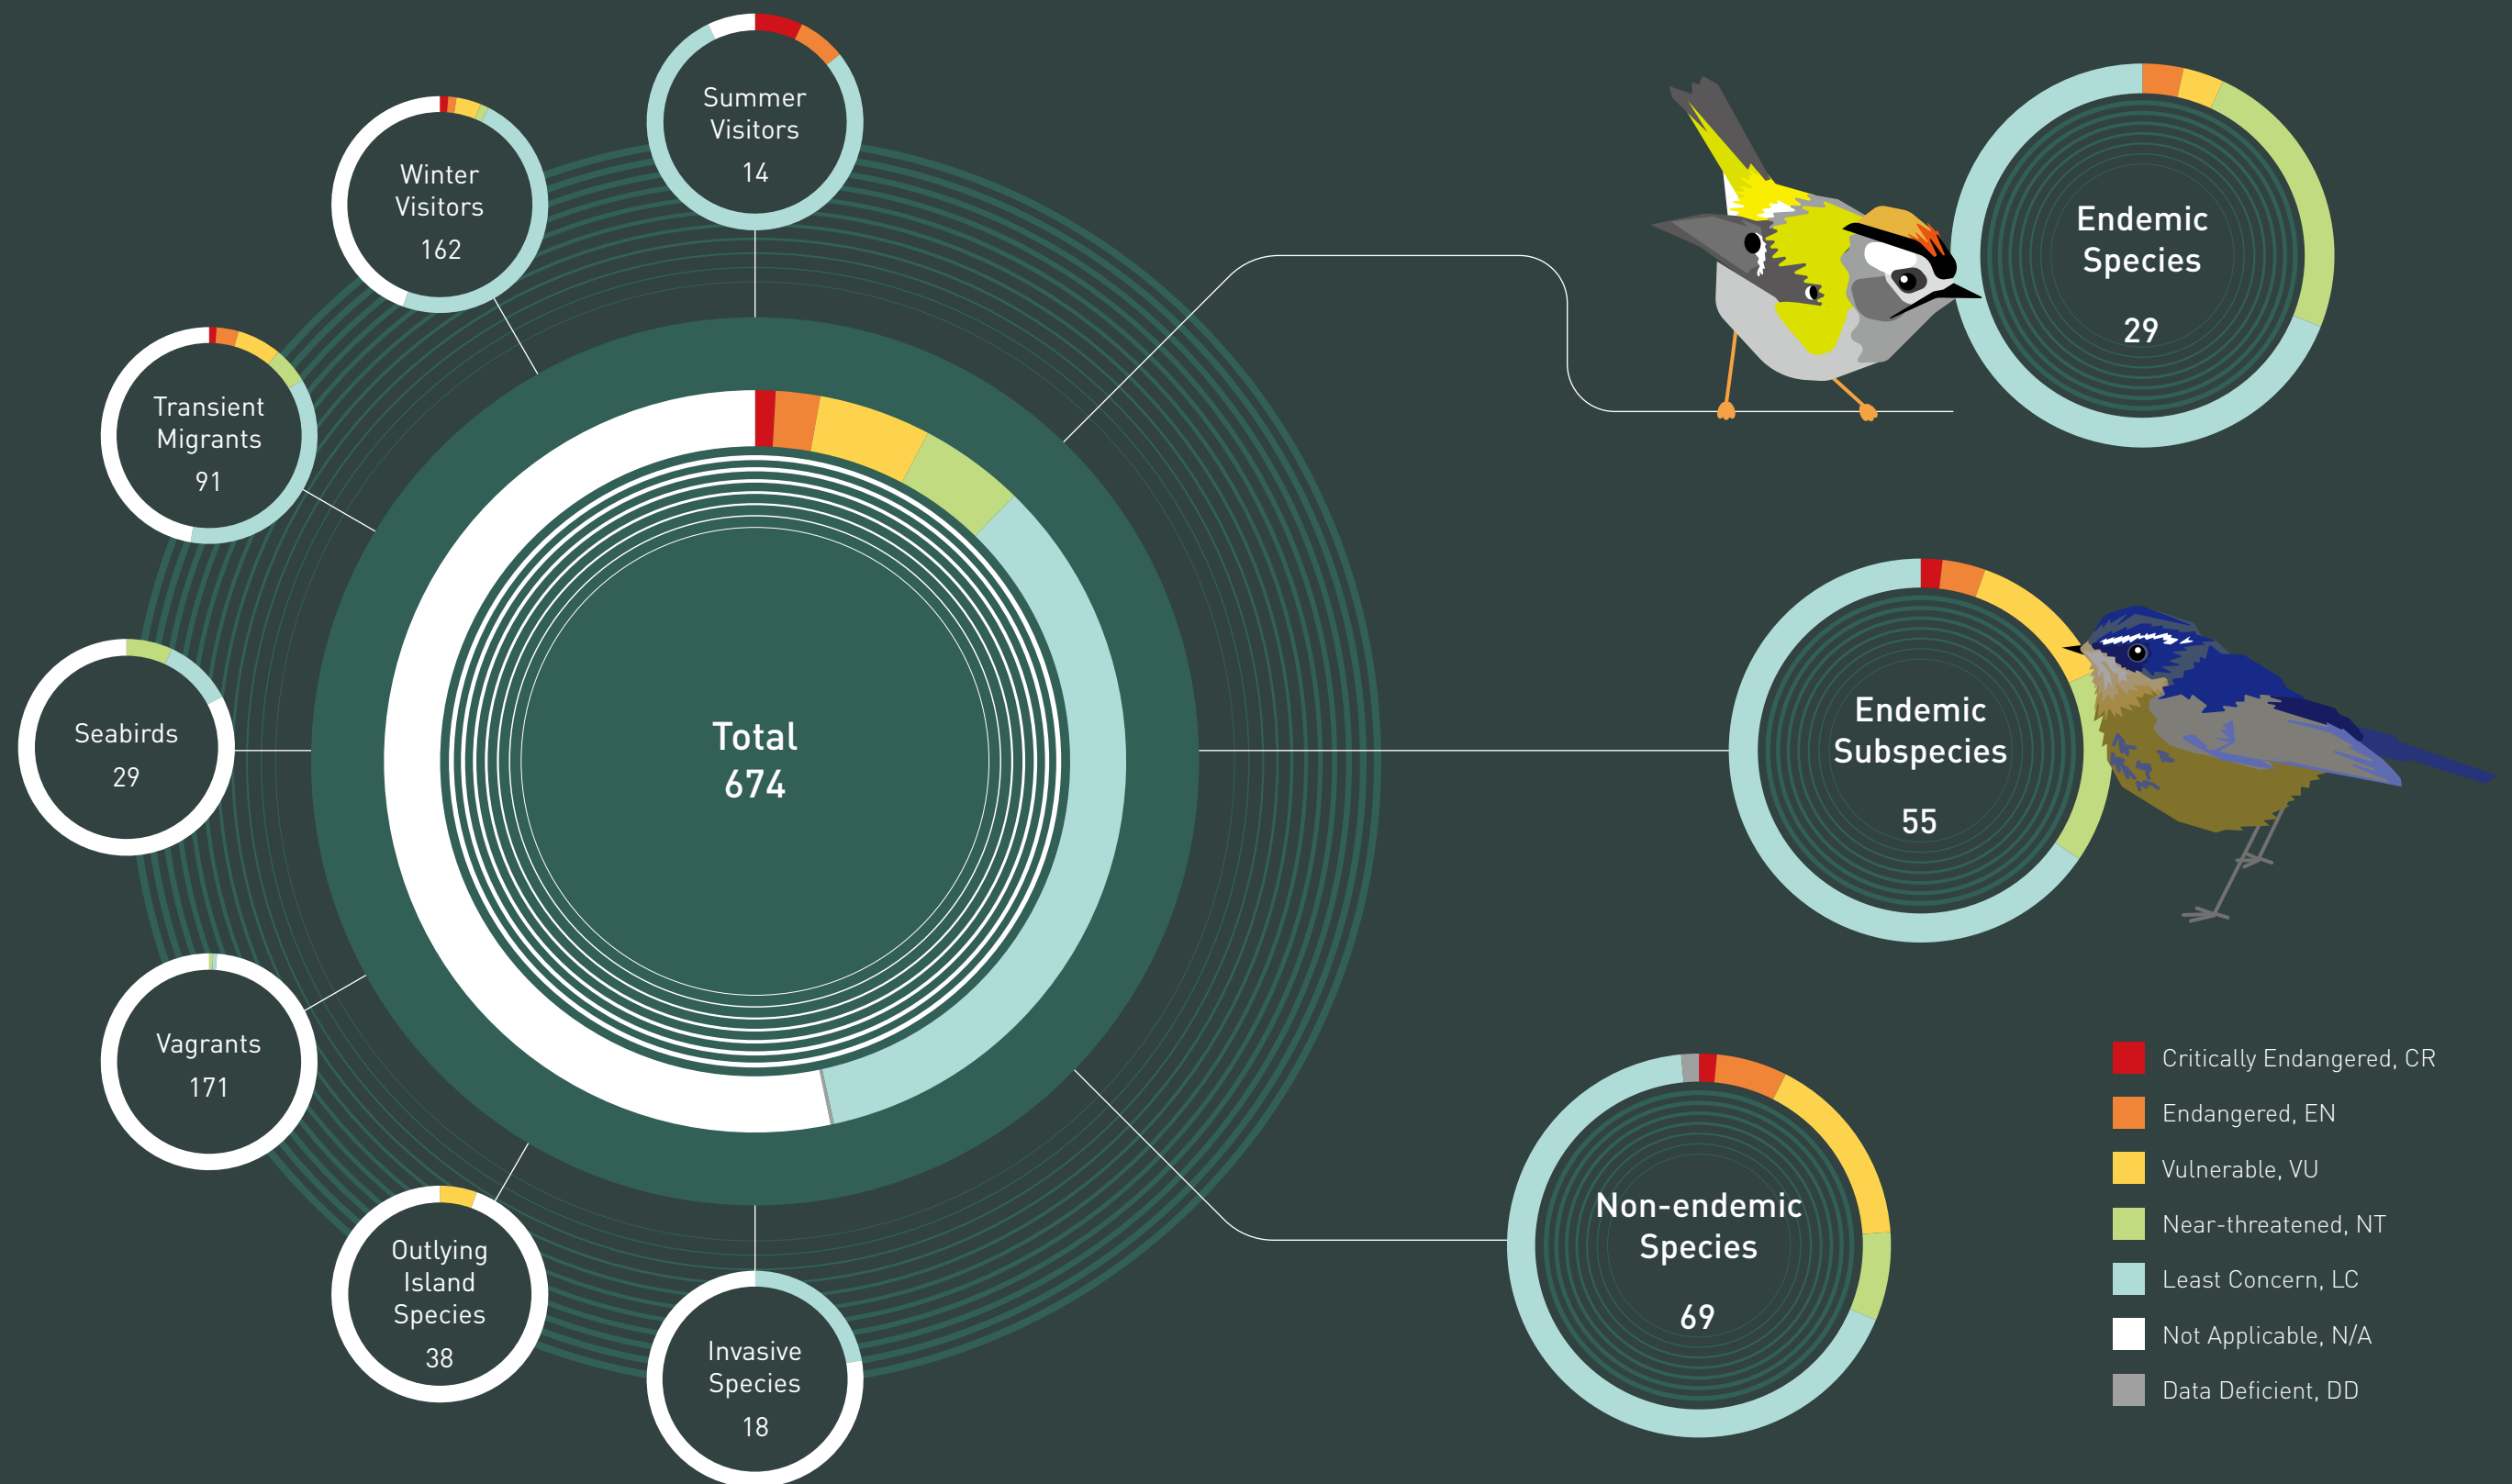 Summer
Visitors
14
Winter
Visitors
162
Transient
Migrants
91
Seabirds
29
Vagrants
171
Outlying
Island
Species
38
Invasive
Species
18
Total
674
Endemic
Species
29
Endemic
Subspecies
55
Non-endemic
Species
69
Critically Endangered, CR
Endangered, EN
Vulnerable, VU
Near-threatened, NT
Least Concern, LC
Not Applicable, N/A
Data Deficient, DD